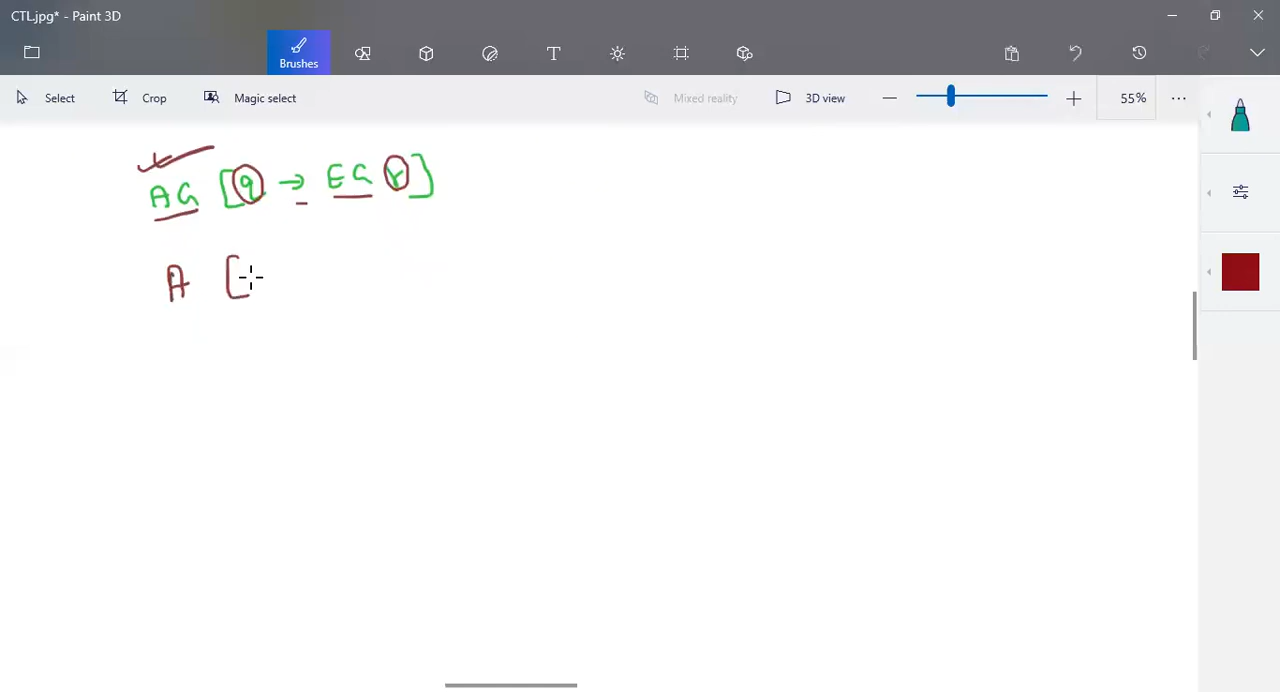 CTL.jpg* - Paint 3D
Brushes
Select Crop Magic select Mixed reality 3D view 55%
AG [q → EG r]
A [